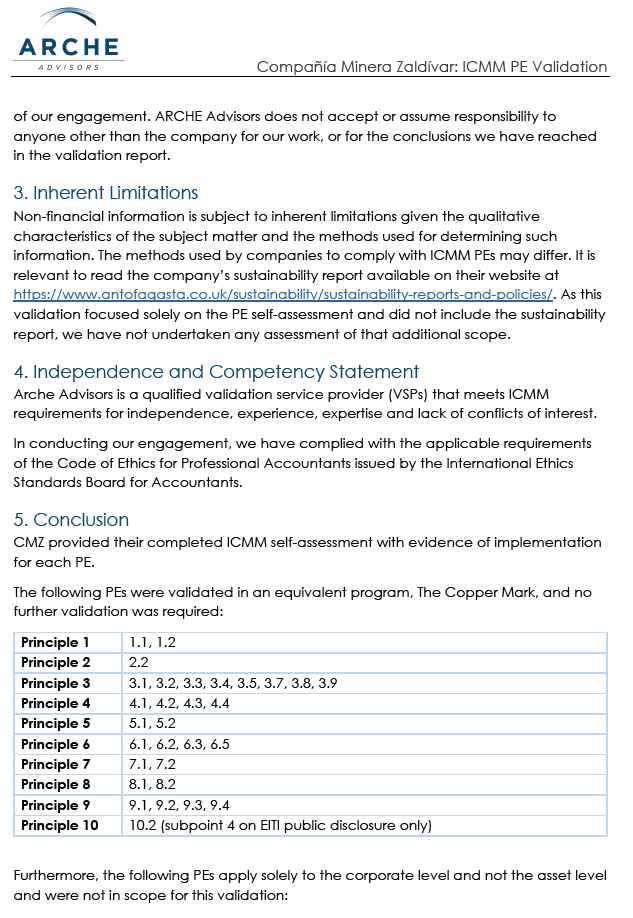 ARCHE
ADVISORS
Compañía Minera Zaldívar: ICMM PE Validation
of our engagement. ARCHE Advisors does not accept or assume responsibility to
anyone other than the company for our work, or for the conclusions we have reached
in the validation report.
3. Inherent Limitations
Non-financial information is subject to inherent limitations given the qualitative
characteristics of the subject matter and the methods used for determining such
information. The methods used by companies to comply with ICMM PEs may differ. It is
relevant to read the company’s sustainability report available on their website at
https://www.antofagasta.co.uk/sustainability/sustainability-reports-and-policies/. As this
validation focused solely on the PE self-assessment and did not include the sustainability
report, we have not undertaken any assessment of that additional scope.
4. Independence and Competency Statement
Arche Advisors is a qualified validation service provider (VSPs) that meets ICMM
requirements for independence, experience, expertise and lack of conflicts of interest.
In conducting our engagement, we have complied with the applicable requirements
of the Code of Ethics for Professional Accountants issued by the International Ethics
Standards Board for Accountants.
5. Conclusion
CMZ provided their completed ICMM self-assessment with evidence of implementation
for each PE.
The following PEs were validated in an equivalent program, The Copper Mark, and no
further validation was required:
Principle 1 1.1, 1.2
Principle 2 2.2
Principle 3 3.1, 3.2, 3.3, 3.4, 3.5, 3.7, 3.8, 3.9
Principle 4 4.1, 4.2, 4.3, 4.4
Principle 5 5.1, 5.2
Principle 6 6.1, 6.2, 6.3, 6.5
Principle 7 7.1, 7.2
Principle 8 8.1, 8.2
Principle 9 9.1, 9.2, 9.3, 9.4
Principle 10 10.2 (subpoint 4 on EITI public disclosure only)
Furthermore, the following PEs apply solely to the corporate level and not the asset level
and were not in scope for this validation: